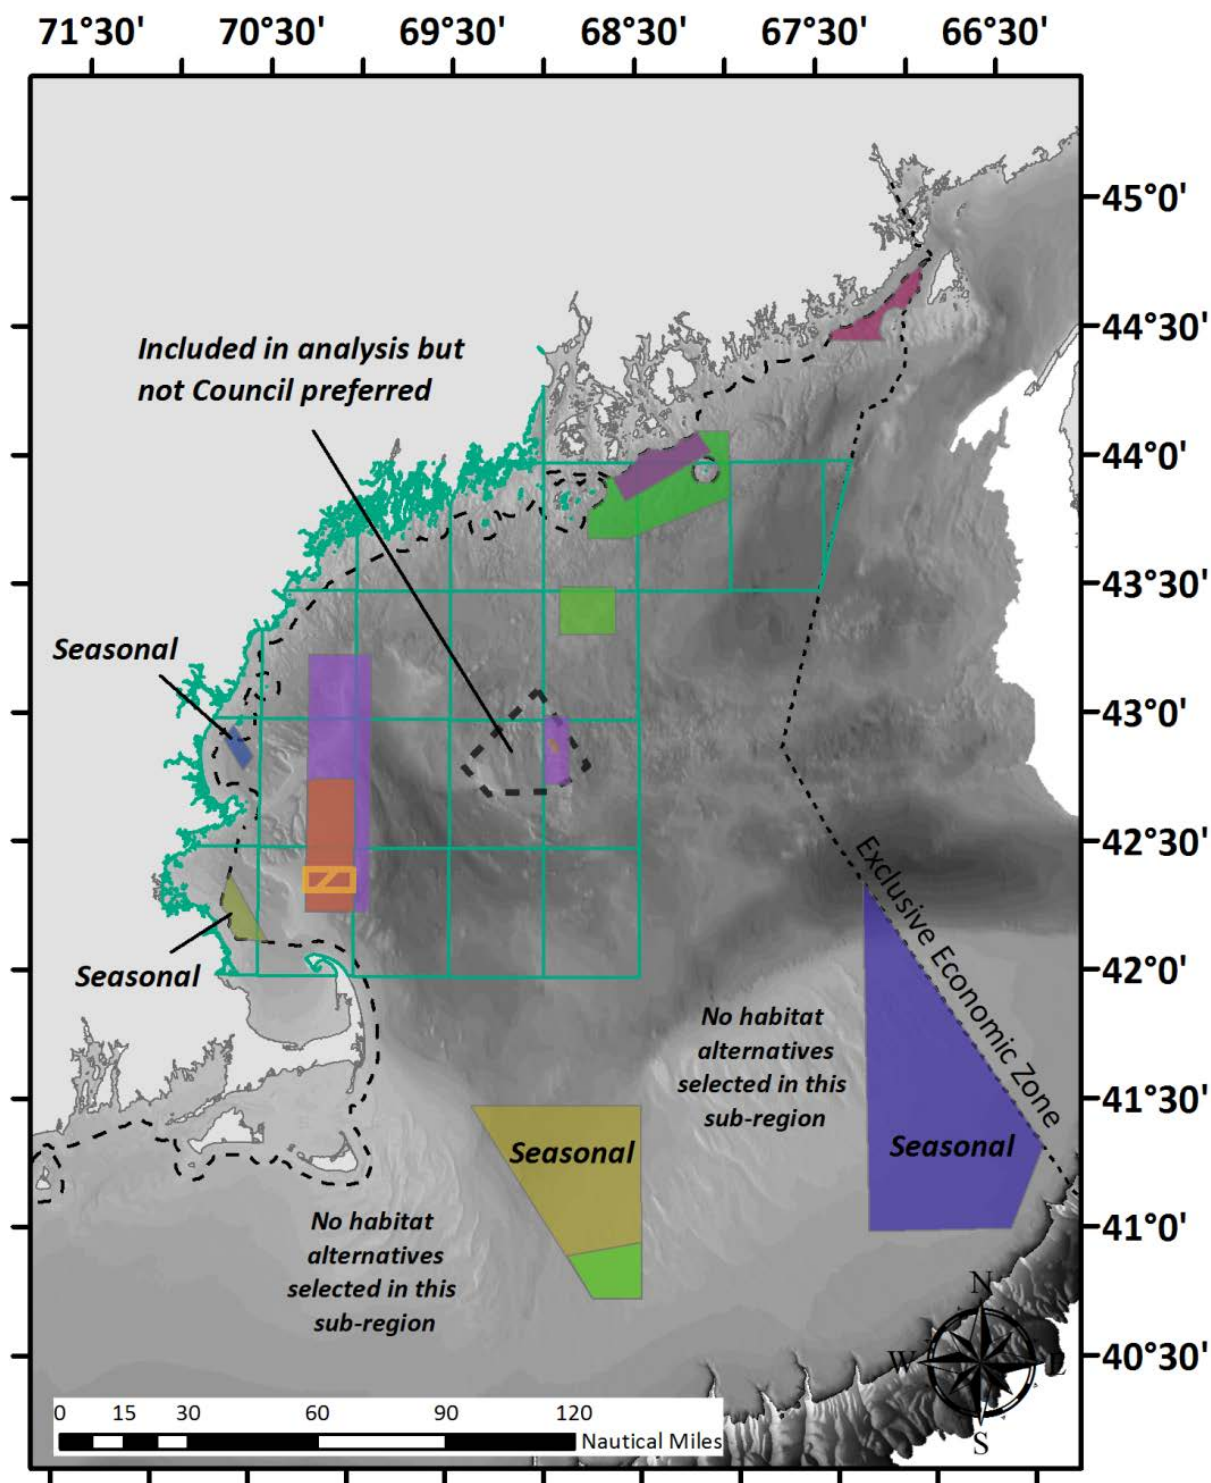 71°30' 70°30' 69°30' 68°30' 67°30' 66°30'
45°0'
44°30'
Included in analysis but
not Council preferred
44°0'
43°30'
Seasonal
43°0'
42°30'
Exclusive Economic Zone
Seasonal
42°0'
No habitat
alternatives
selected in this
sub-region
41°30'
Seasonal
Seasonal
No habitat
alternatives
selected in this
sub-region
41°0'
N
W E
S
40°30'
0 15 30 60 90 120
Nautical Miles